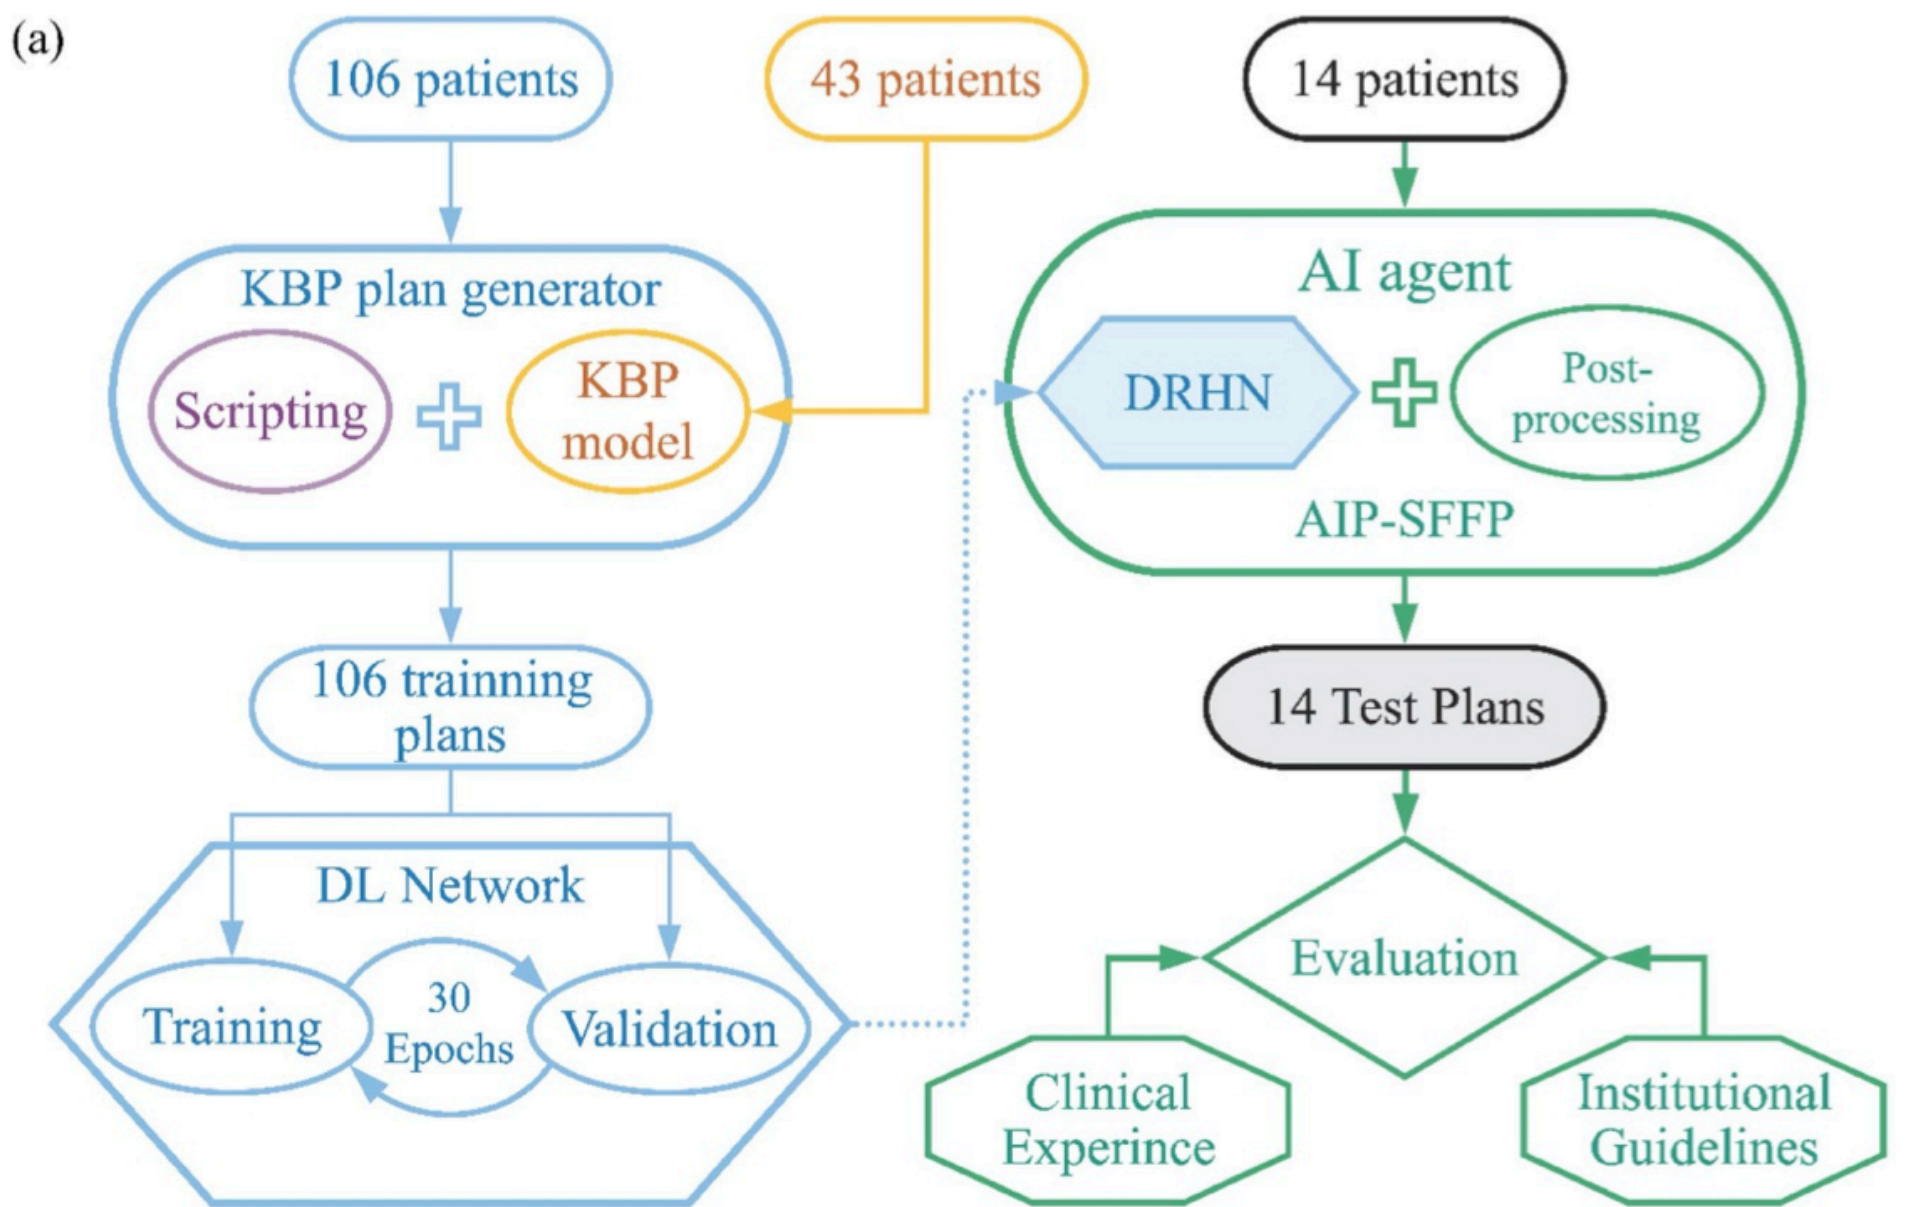 (a)
106 patients
43 patients
14 patients
KBP plan generator
Scripting
KBP
model
AI agent
DRHN
Post-
processing
AIP-SFFP
106 trainning
plans
14 Test Plans
DL Network
Training
30
Epochs
Validation
Evaluation
Clinical
Experince
Institutional
Guidelines